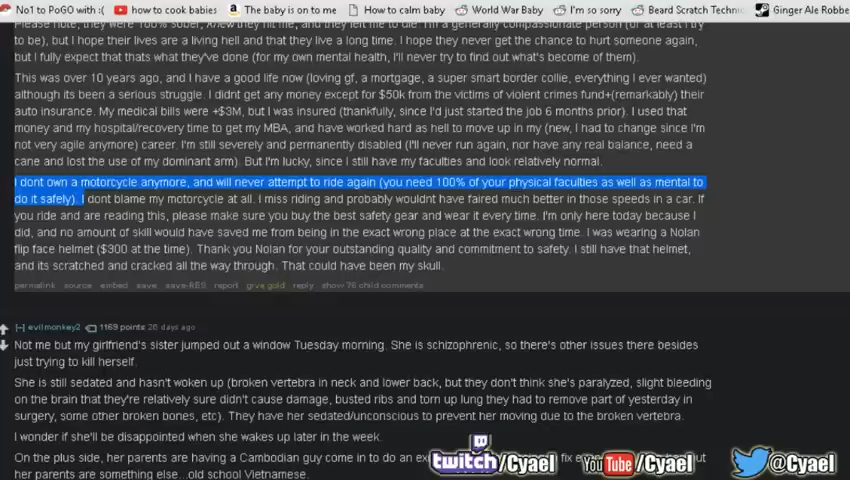 No1 to PoGO with :(
how to cook babies
The baby is on to me
How to calm baby
World War Baby
I'm so sorry
Beard Scratch Technic
Ginger Ale Robbe
Please note, they were 100% sober, knew they hit me, and they left me to die. I'm a generally compassionate person (or at least I try
to be), but I hope their lives are a living hell and that they live a long time. I hope they never get the chance to hurt someone again,
but I fully expect that thats what they've done (for my own mental health, I'll never try to find out what's become of them).
This was over 10 years ago, and I have a good life now (loving gf, a mortgage, a super smart border collie, everything I ever wanted)
although its been a serious struggle. I didnt get any money except for $50k from the victims of violent crimes fund+(remarkably) their
auto insurance. My medical bills were +$3M, but I was insured (thankfully, since I'd just started the job 6 months prior). I used that
money and my hospital/recovery time to get my MBA, and have worked hard as hell to move up in my (new, I had to change since I'm
not very agile anymore) career. I'm still severely and permanently disabled (I'll never run again, nor have any real balance, need a
cane and lost the use of my dominant arm). But I'm lucky, since I still have my faculties and look relatively normal.
I dont own a motorcycle anymore, and will never attempt to ride again (you need 100% of your physical faculties as well as mental to
do it safely). I dont blame my motorcycle at all. I miss riding and probably wouldnt have faired much better in those speeds in a car. If
you ride and are reading this, please make sure you buy the best safety gear and wear it every time. I'm only here today because I
did, and no amount of skill would have saved me from being in the exact wrong place at the exact wrong time. I was wearing a Nolan
flip face helmet ($300 at the time). Thank you Nolan for your outstanding quality and commitment to safety. I still have that helmet,
and its scratched and cracked all the way through. That could have been my skull.
permalink source embed save save-RES report give gold reply show 76 child comments
[-] evilmonkey2 1169 points 26 days ago
Not me but my girlfriend's sister jumped out a window Tuesday morning. She is schizophrenic, so there's other issues there besides
just trying to kill herself.
She is still sedated and hasn't woken up (broken vertebra in neck and lower back, but they don't think she's paralyzed, slight bleeding
on the brain that they're relatively sure didn't cause damage, busted ribs and torn up lung they had to remove part of yesterday in
surgery, some other broken bones, etc). They have her sedated/unconscious to prevent her moving due to the broken vertebra.
I wonder if she'll be disappointed when she wakes up later in the week.
On the plus side, her parents are having a Cambodian guy come in to do an
her parents are something else...old school Vietnamese.
twitch/Cyael
YouTube/Cyael
@Cyael